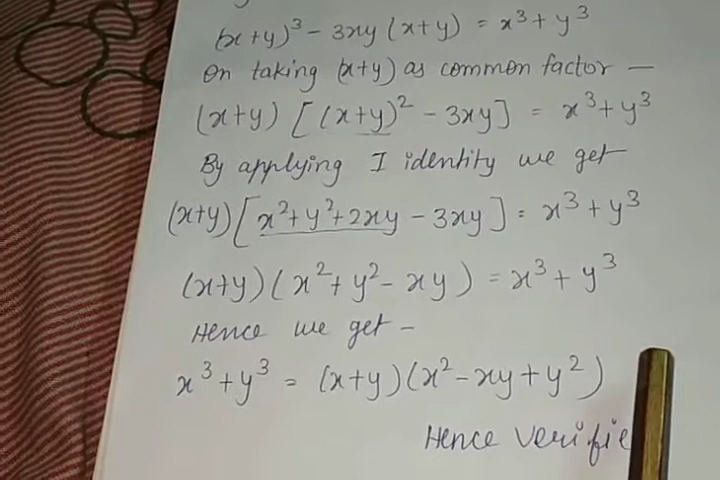 (x+y)³ - 3xy (x+y) = x³ + y³
On taking (x+y) as common factor —
(x+y) [(x+y)² - 3xy] = x³ + y³
By applying I identity we get
(x+y) [x²+y²+2xy - 3xy] = x³ + y³
(x+y) (x² + y² - xy) = x³ + y³
Hence we get -
x³ + y³ = (x+y) (x² - xy + y²)
Hence